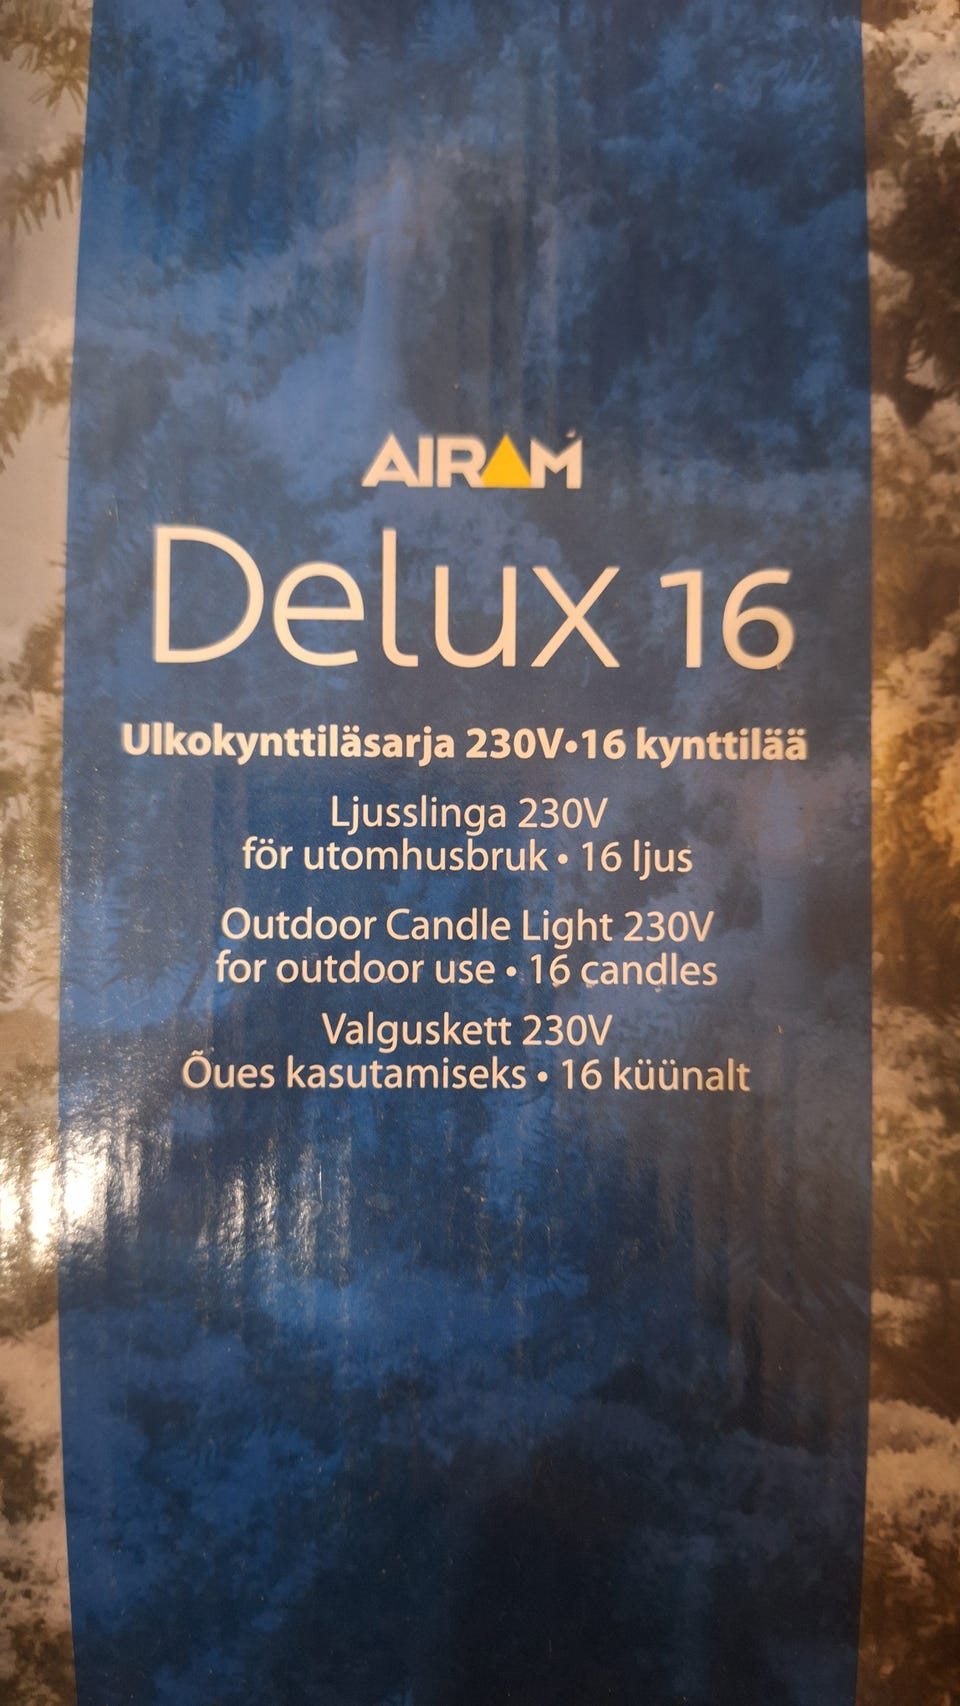 AIRAM
Delux 16
Ulkokynttiläsarja 230V•16 kynttilää
Ljusslinga 230V
för utomhusbruk • 16 ljus
Outdoor Candle Light 230V
for outdoor use • 16 candles
Valguskett 230V
Õues kasutamiseks • 16 küünalt